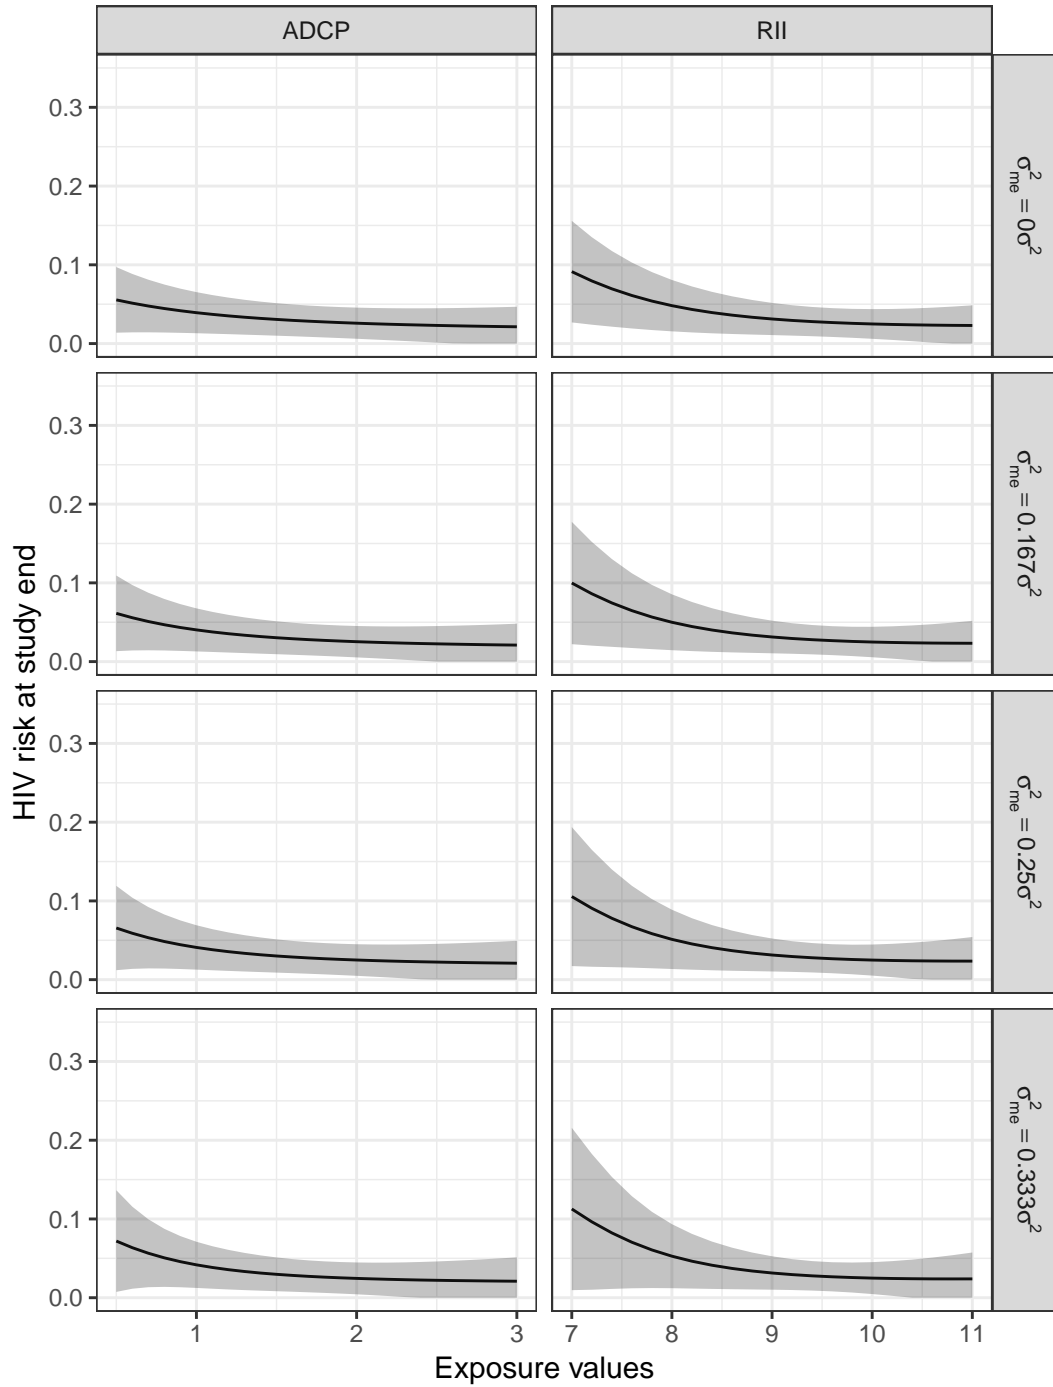 ADCP
RII
0.3
0.2
0.1
0.0
σ²me = 0σ²
0.3
0.2
0.1
0.0
σ²me = 0.167σ²
0.3
0.2
0.1
0.0
σ²me = 0.25σ²
0.3
0.2
0.1
0.0
σ²me = 0.333σ²
HIV risk at study end
1 2 3
7 8 9 10 11
Exposure values